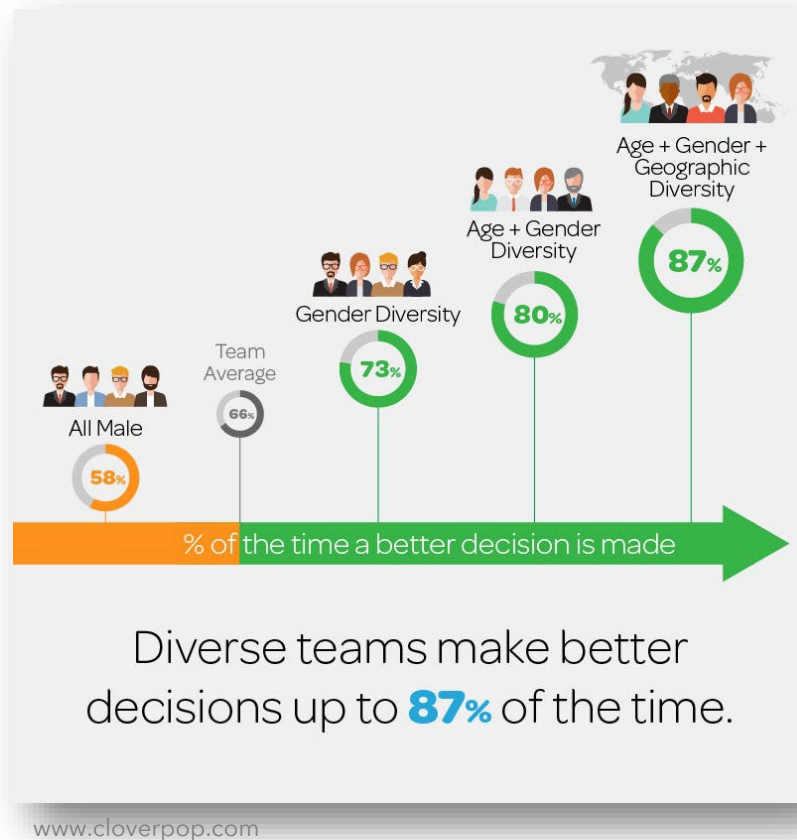 All Male
58%
Team
Average
66%
Gender Diversity
73%
Age + Gender
Diversity
80%
Age + Gender +
Geographic
Diversity
87%
% of the time a better decision is made
Diverse teams make better
decisions up to 87% of the time.
www.cloverpop.com